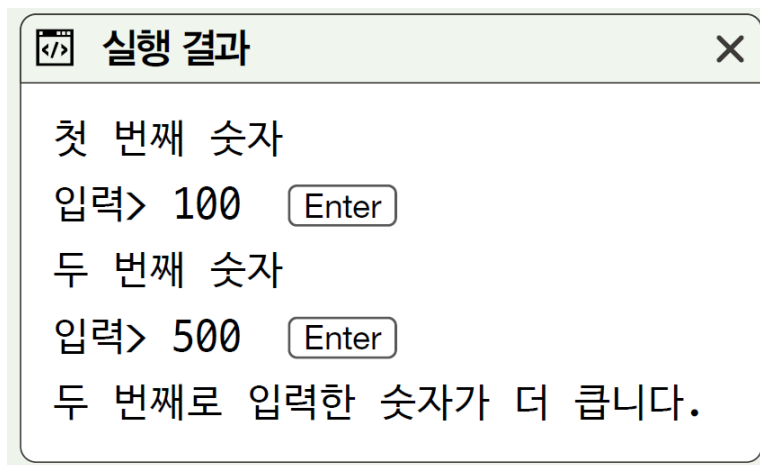 실행 결과
첫 번째 숫자
입력> 100 Enter
두 번째 숫자
입력> 500 Enter
두 번째로 입력한 숫자가 더 큽니다.